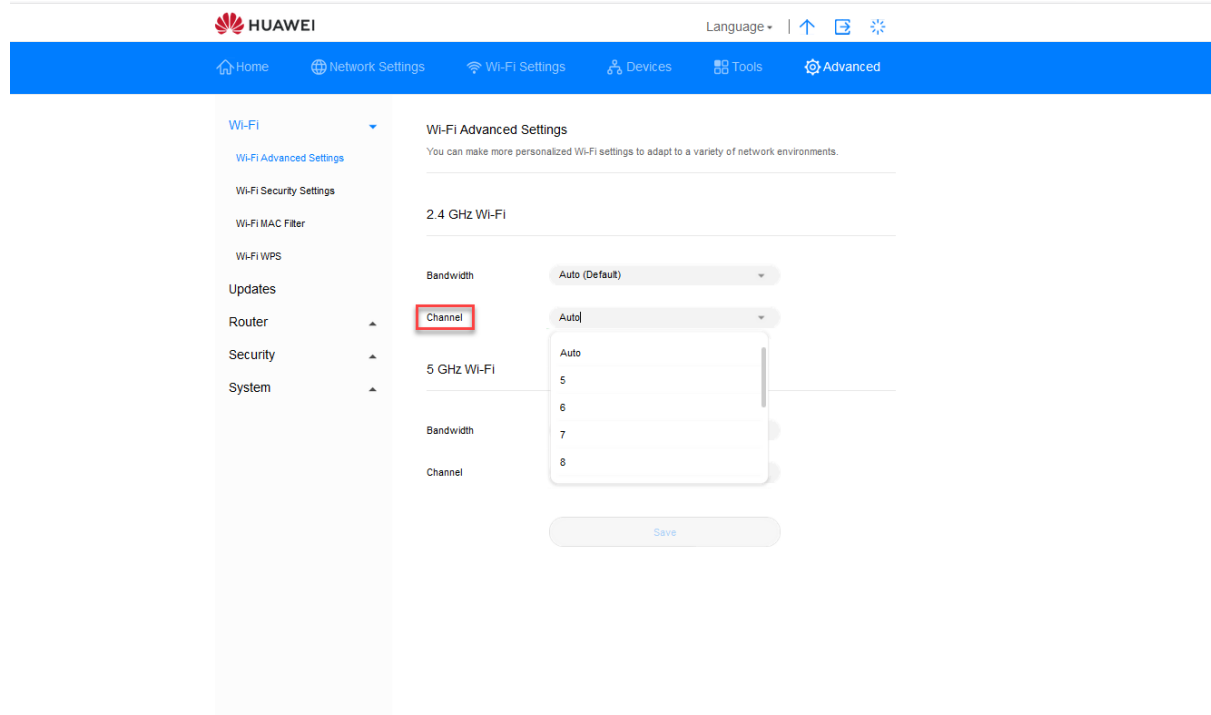 HUAWEI
Language
Home Network Settings Wi-Fi Settings Devices Tools Advanced
Wi-Fi
Wi-Fi Advanced Settings
Wi-Fi Security Settings
Wi-Fi MAC Filter
Wi-Fi WPS
Updates
Router
Security
System
Wi-Fi Advanced Settings
You can make more personalized Wi-Fi settings to adapt to a variety of network environments.
2.4 GHz Wi-Fi
Bandwidth Auto (Default)
Channel Auto
Auto
5
6
7
8
5 GHz Wi-Fi
Bandwidth
Channel
Save